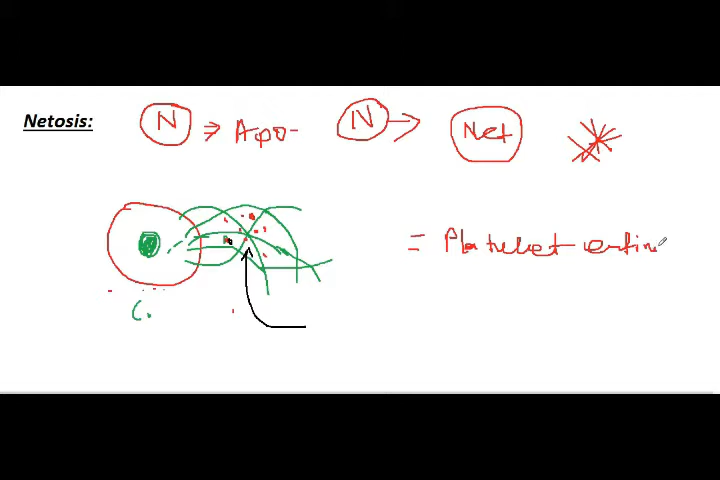 Netosis:
N ⇒ Apo-
N → Net
= Platelet
C.